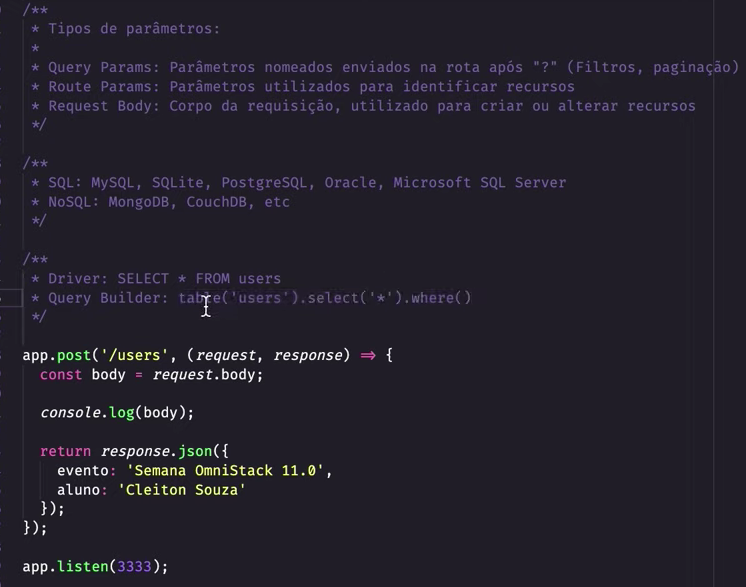 /**
 * Tipos de parâmetros:
 *
 * Query Params: Parâmetros nomeados enviados na rota após "?" (Filtros, paginação)
 * Route Params: Parâmetros utilizados para identificar recursos
 * Request Body: Corpo da requisição, utilizado para criar ou alterar recursos
 */
/**
 * SQL: MySQL, SQLite, PostgreSQL, Oracle, Microsoft SQL Server
 * NoSQL: MongoDB, CouchDB, etc
 */
/**
 * Driver: SELECT * FROM users
 * Query Builder: table('users').select('*').where()
 */
app.post('/users', (request, response) => {
  const body = request.body;
  console.log(body);
  return response.json({
    evento: 'Semana OmniStack 11.0',
    aluno: 'Cleiton Souza'
  });
});
app.listen(3333);